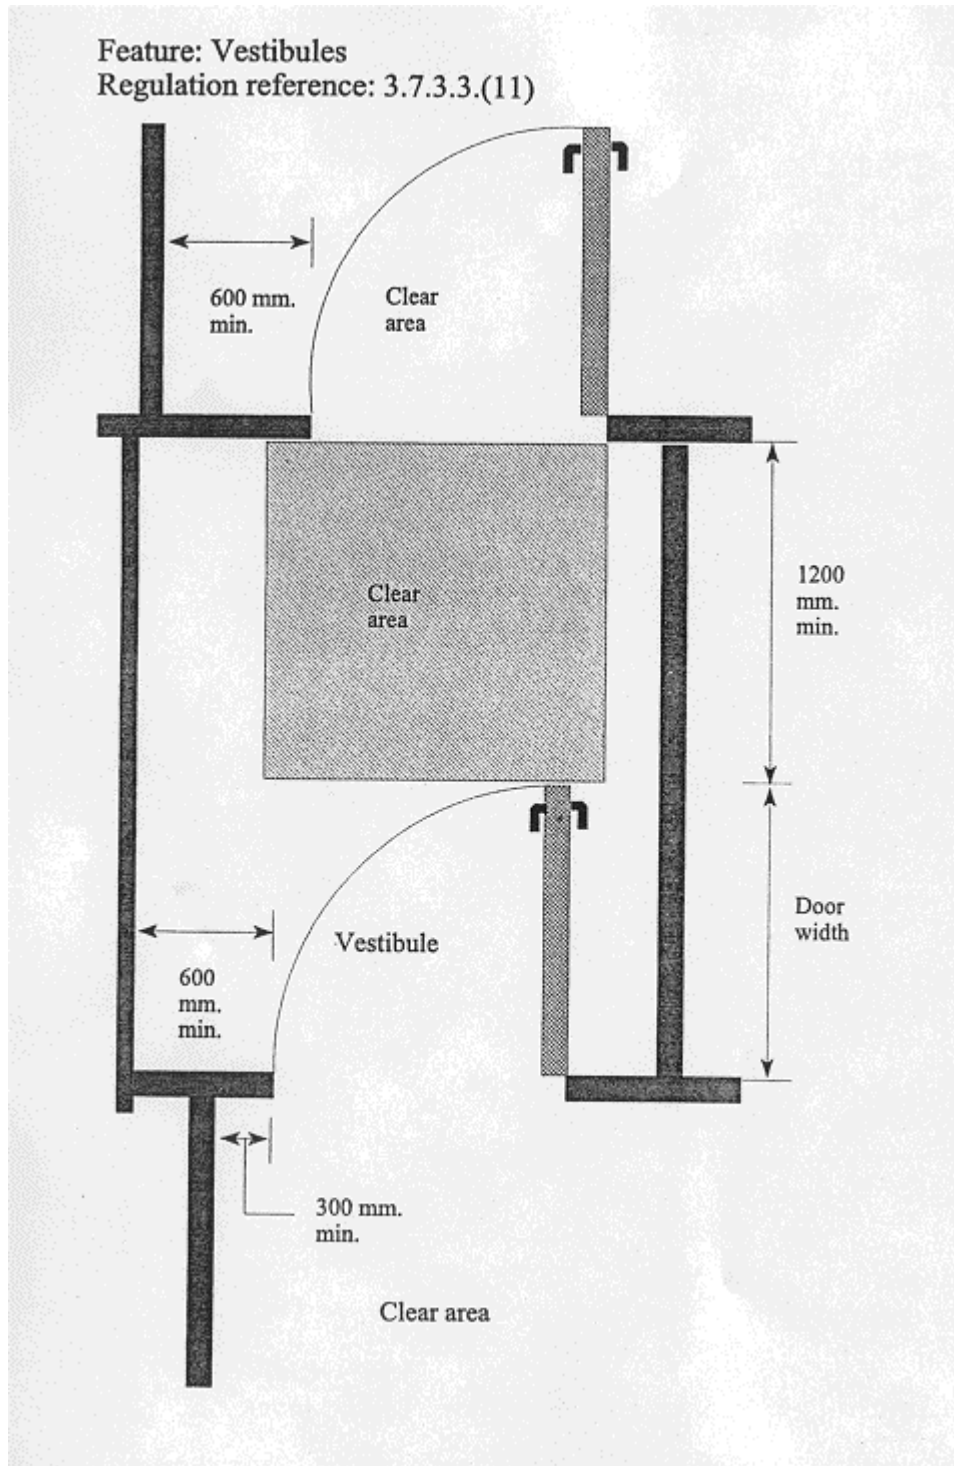 Feature: Vestibules
Regulation reference: 3.7.3.3.(11)
600 mm.
min.
Clear
area
Clear
area
1200
mm.
min.
Door
width
Vestibule
600
mm.
min.
300 mm.
min.
Clear area